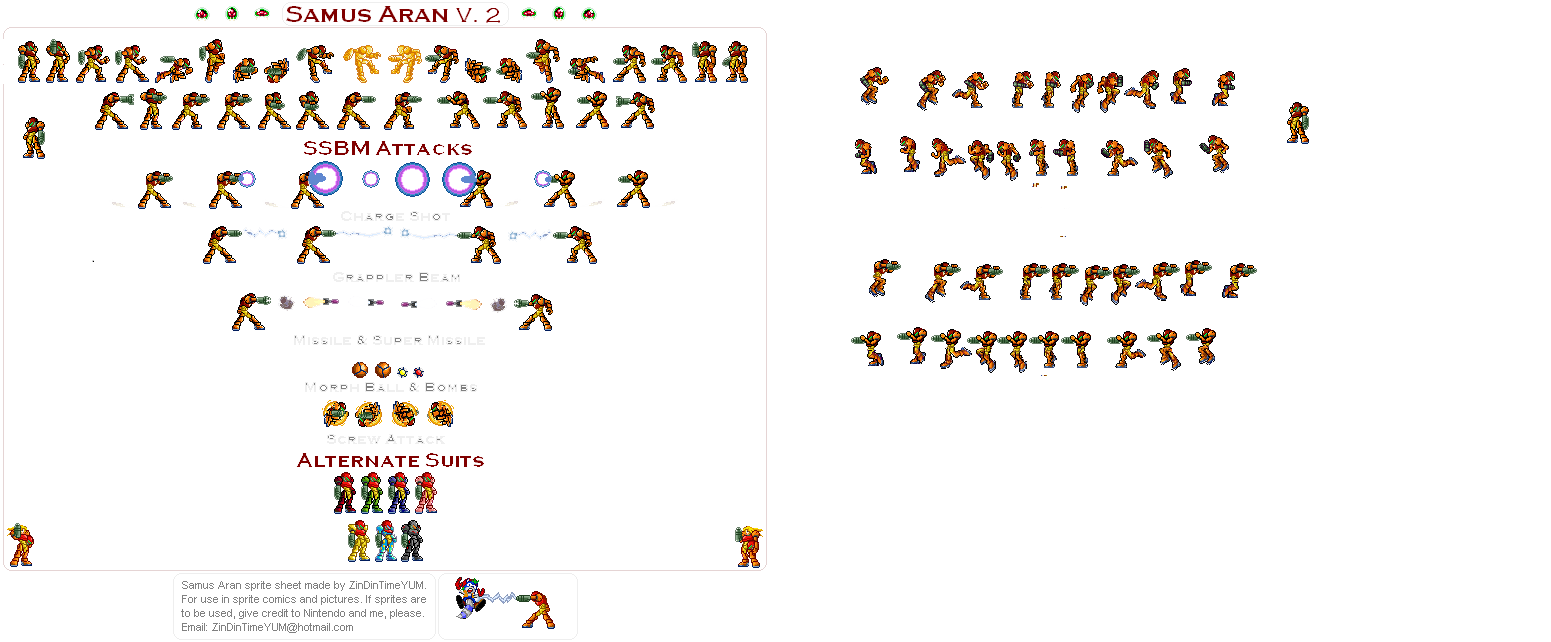 Samus Aran V. 2
SSBM Attacks
Charge Shot
Grappler Beam
Missile & Super Missile
Morph Ball & Bombs
Screw Attack
Alternate Suits
Samus Aran sprite sheet made by ZinDinTimeYUM.
For use in sprite comics and pictures. If sprites are
to be used, give credit to Nintendo and me, please.
Email: ZinDinTimeYUM@hotmail.com